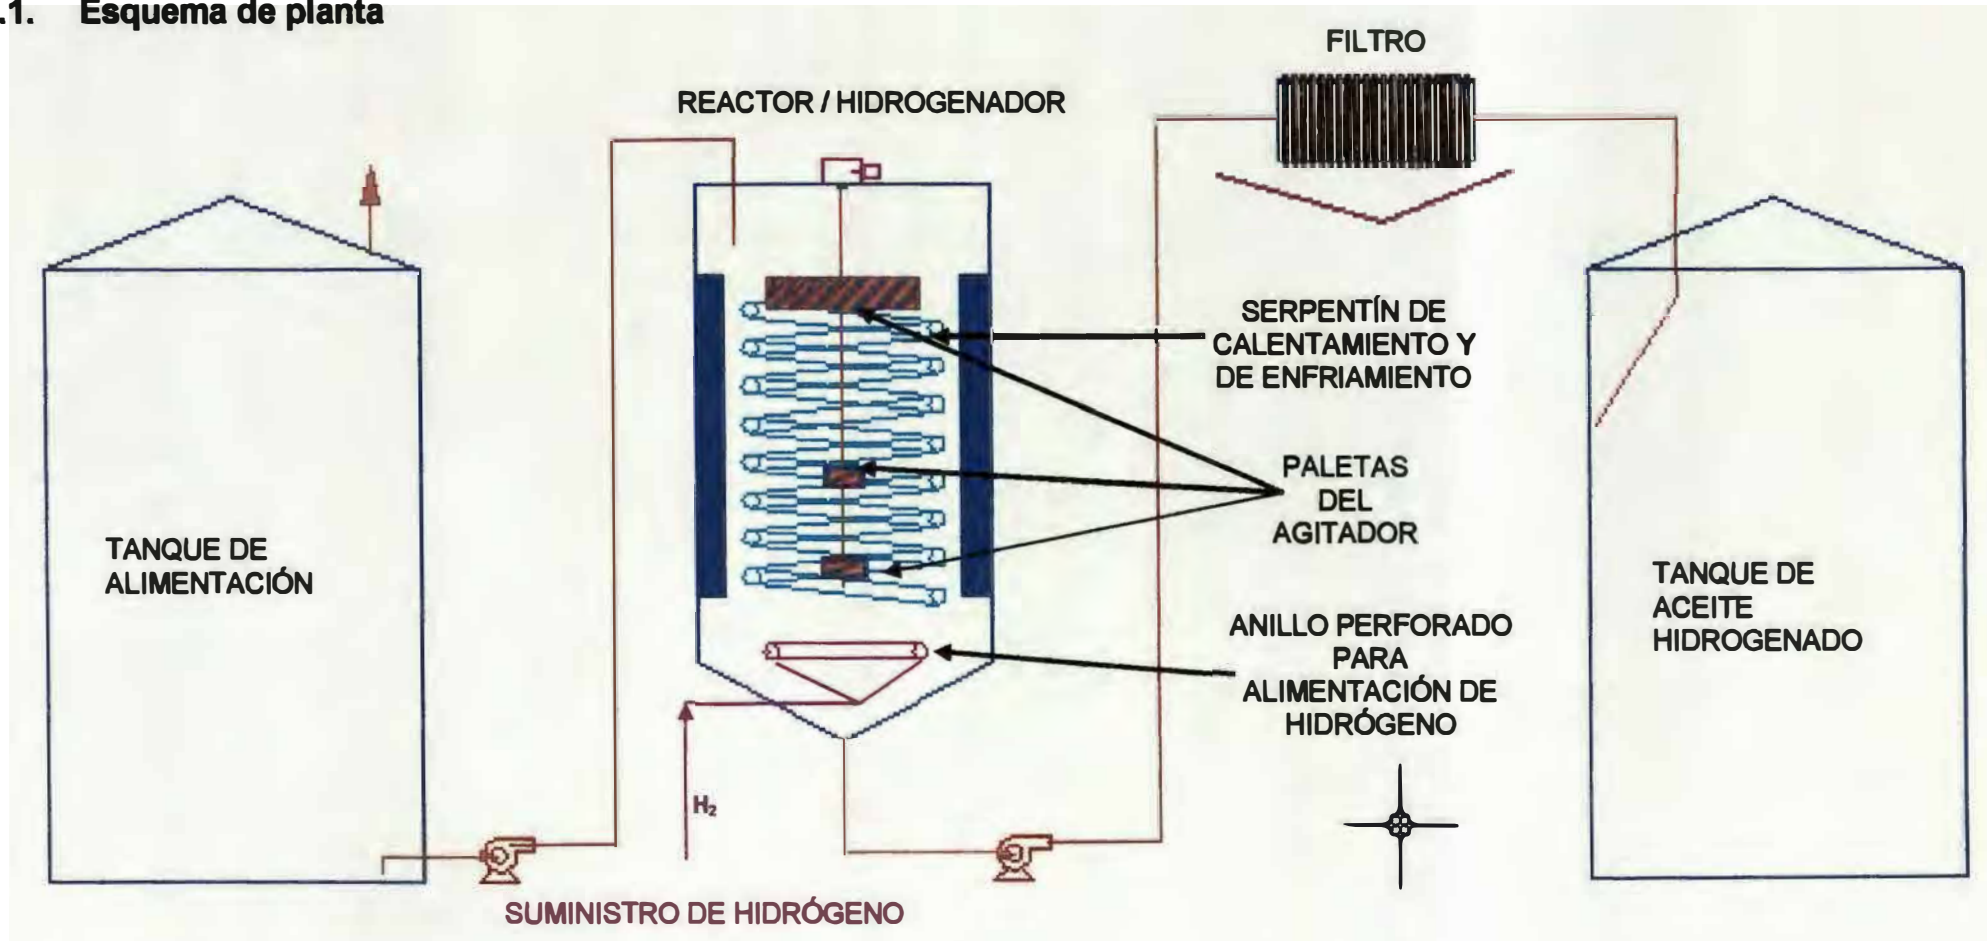 .1. Esquema de planta
FILTRO
REACTOR / HIDROGENADOR
SERPENTÍN DE
CALENTAMIENTO Y
DE ENFRIAMIENTO
PALETAS
DEL
AGITADOR
TANQUE DE
ALIMENTACIÓN
TANQUE DE
ACEITE
HIDROGENADO
ANILLO PERFORADO
PARA
ALIMENTACIÓN DE
HIDRÓGENO
H₂
SUMINISTRO DE HIDRÓGENO